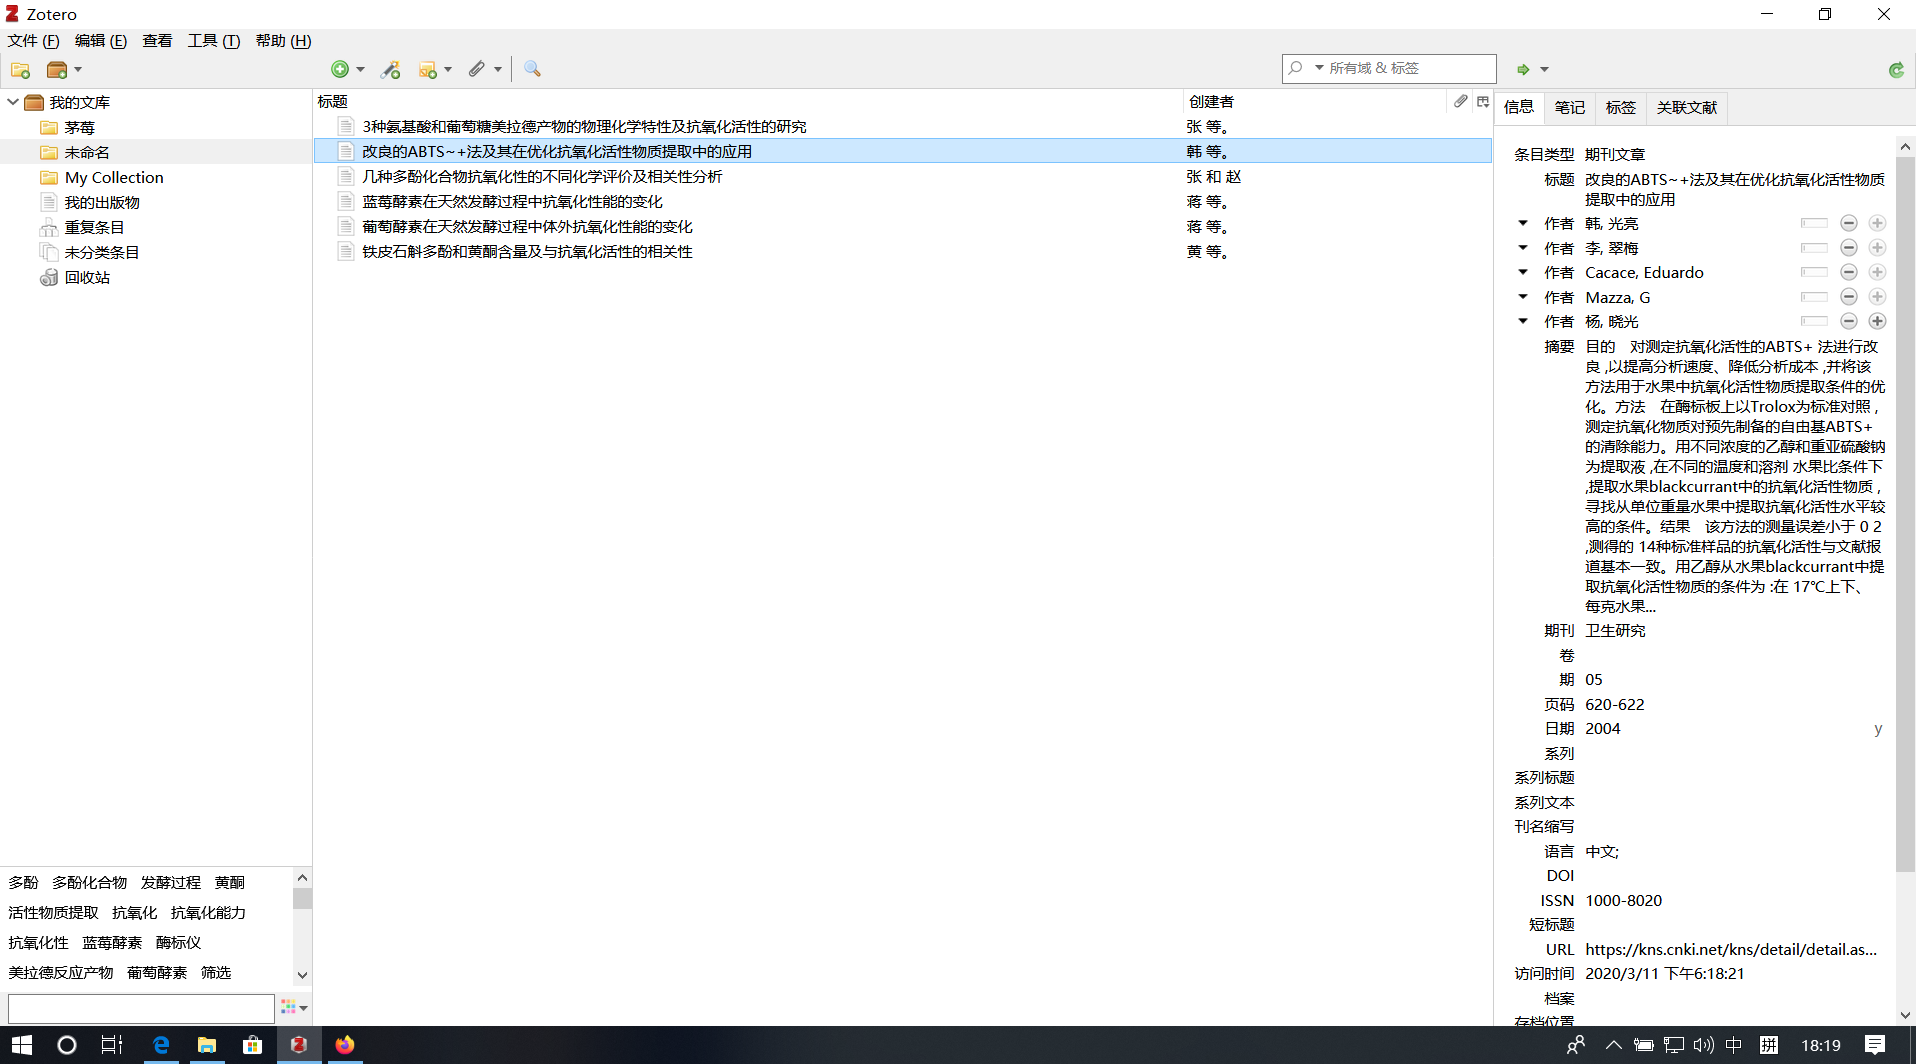 Zotero
文件 (F) 编辑 (E) 查看 工具 (T) 帮助 (H)
所有域 & 标签
我的文库
茅莓
未命名
My Collection
我的出版物
重复条目
未分类条目
回收站
标题 创建者
3种氨基酸和葡萄糖美拉德产物的物理化学特性及抗氧化活性的研究 张 等。
改良的ABTS~+法及其在优化抗氧化活性物质提取中的应用 韩 等。
几种多酚化合物抗氧化性的不同化学评价及相关性分析 张 和 赵
蓝莓酵素在天然发酵过程中抗氧化性能的变化 蒋 等。
葡萄酵素在天然发酵过程中体外抗氧化性能的变化 蒋 等。
铁皮石斛多酚和黄酮含量及与抗氧化活性的相关性 黄 等。
信息 笔记 标签 关联文献
条目类型 期刊文章
标题 改良的ABTS~+法及其在优化抗氧化活性物质
提取中的应用
作者 韩, 光亮
作者 李, 翠梅
作者 Cacace, Eduardo
作者 Mazza, G
作者 杨, 晓光
摘要 目的 对测定抗氧化活性的ABTS+ 法进行改
良 ,以提高分析速度、降低分析成本 ,并将该
方法用于水果中抗氧化活性物质提取条件的优
化。方法 在酶标板上以Trolox为标准对照 ,
测定抗氧化物质对预先制备的自由基ABTS+
的清除能力。用不同浓度的乙醇和重亚硫酸钠
为提取液 ,在不同的温度和溶剂 水果比条件下
,提取水果blackcurrant中的抗氧化活性物质 ,
寻找从单位重量水果中提取抗氧化活性水平较
高的条件。结果 该方法的测量误差小于 0 2
,测得的 14种标准样品的抗氧化活性与文献报
道基本一致。用乙醇从水果blackcurrant中提
取抗氧化活性物质的条件为 :在 17℃上下、
每克水果...
期刊 卫生研究
卷
期 05
页码 620-622
日期 2004 y
系列
系列标题
系列文本
刊名缩写
语言 中文;
DOI
ISSN 1000-8020
短标题
URL https://kns.cnki.net/kns/detail/detail.as...
访问时间 2020/3/11 下午6:18:21
档案
存档位置
多酚 多酚化合物 发酵过程 黄酮
活性物质提取 抗氧化 抗氧化能力
抗氧化性 蓝莓酵素 酶标仪
美拉德反应产物 葡萄酵素 筛选
中 拼 18:19